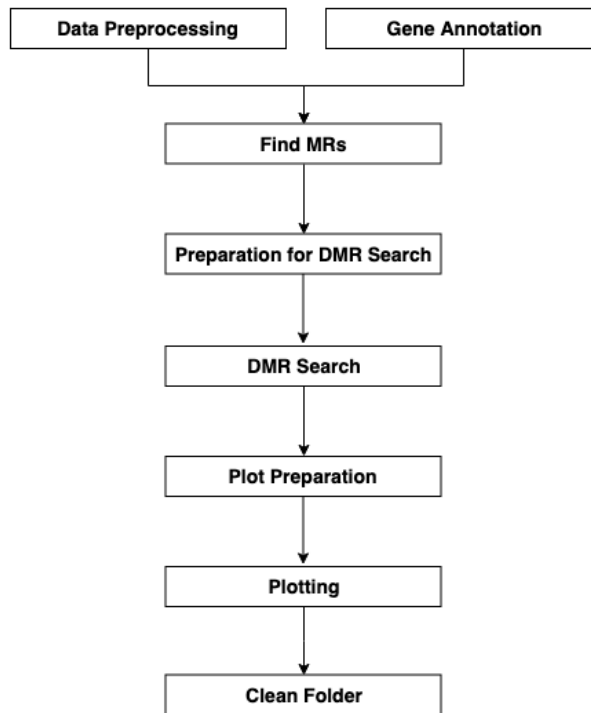 Data Preprocessing
Gene Annotation
Find MRs
Preparation for DMR Search
DMR Search
Plot Preparation
Plotting
Clean Folder